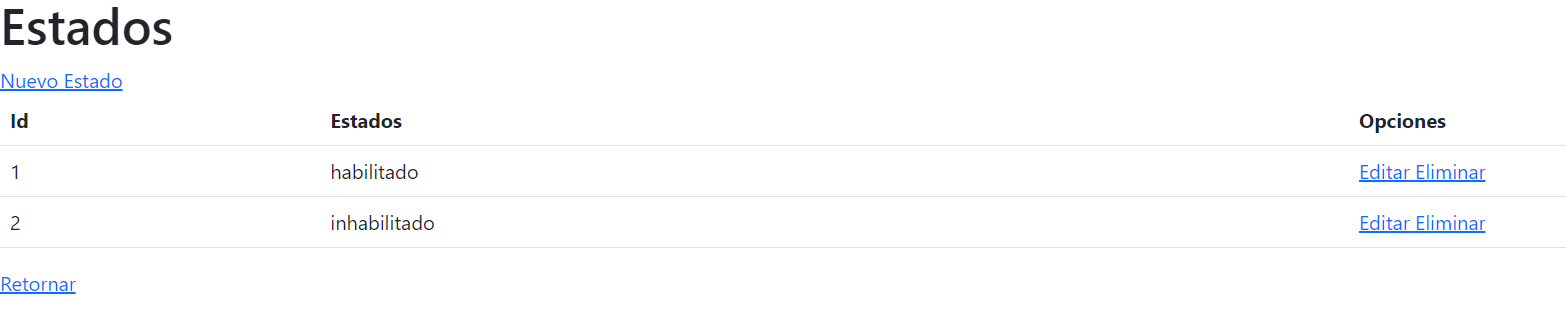 Estados
Nuevo Estado
Id Estados Opciones
1 habilitado Editar Eliminar
2 inhabilitado Editar Eliminar
Retornar